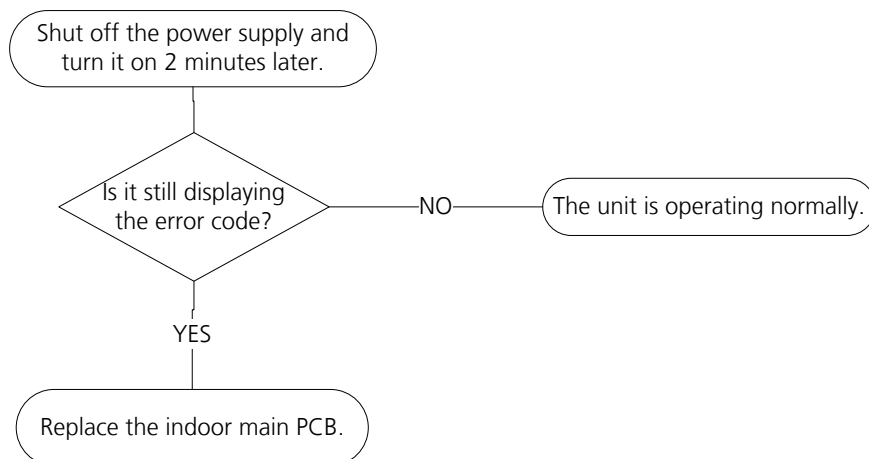 Shut off the power supply and
turn it on 2 minutes later.
Is it still displaying
the error code?
NO
The unit is operating normally.
YES
Replace the indoor main PCB.